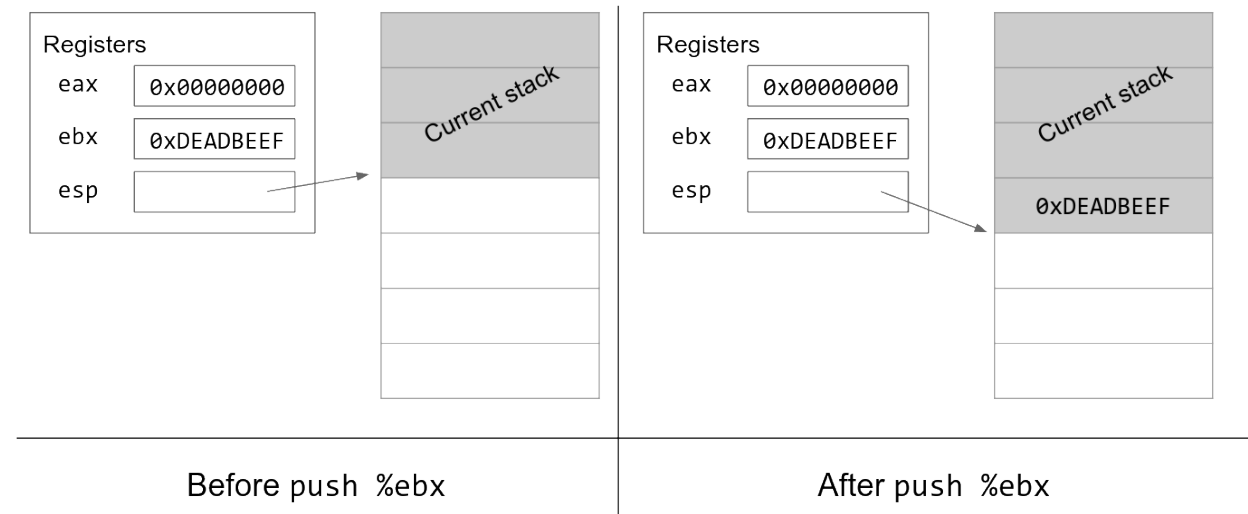 Registers
eax 0x00000000
ebx 0xDEADBEEF
esp
Current stack
Before push %ebx
Registers
eax 0x00000000
ebx 0xDEADBEEF
esp
Current stack
0xDEADBEEF
After push %ebx